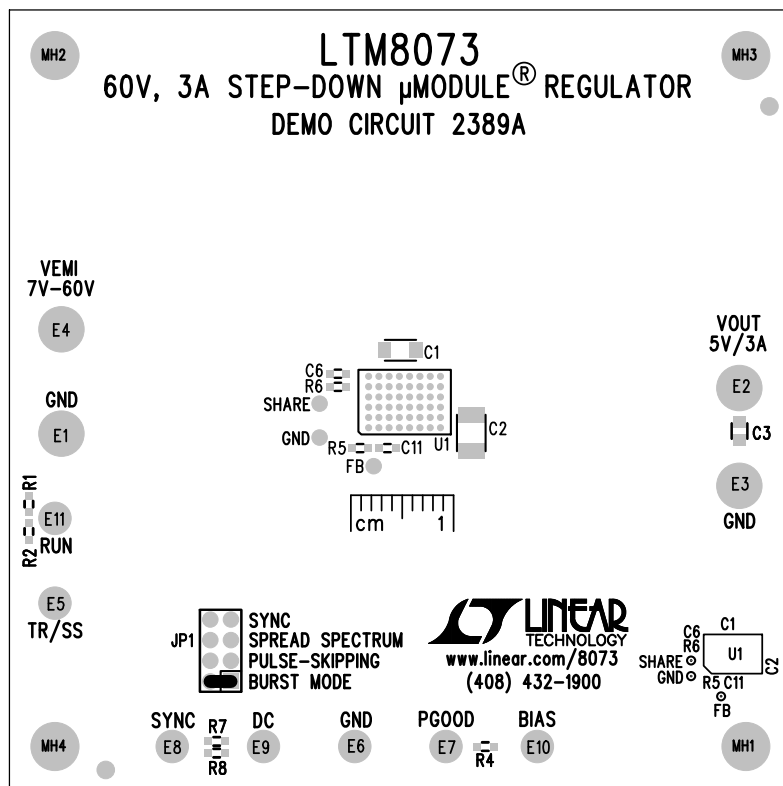 LTM8073
MH2
MH3
60V, 3A STEP-DOWN µMODULE® REGULATOR
DEMO CIRCUIT 2389A
VEMI
7V-60V
E4
GND
E1
R1
E11
R2
RUN
E5
TR/SS
C1
C6
R6
SHARE
GND
R5
C11
U1
C2
FB
cm 1
VOUT
5V/3A
E2
C3
E3
GND
JP1
SYNC
SPREAD SPECTRUM
PULSE-SKIPPING
BURST MODE
LINEAR
TECHNOLOGY
www.linear.com/8073
(408) 432-1900
C1
C6
R6
U1
SHARE
GND
C2
R5 C11
FB
MH4
SYNC
E8
R7
R8
DC
E9
GND
E6
PGOOD
E7
R4
BIAS
E10
MH1